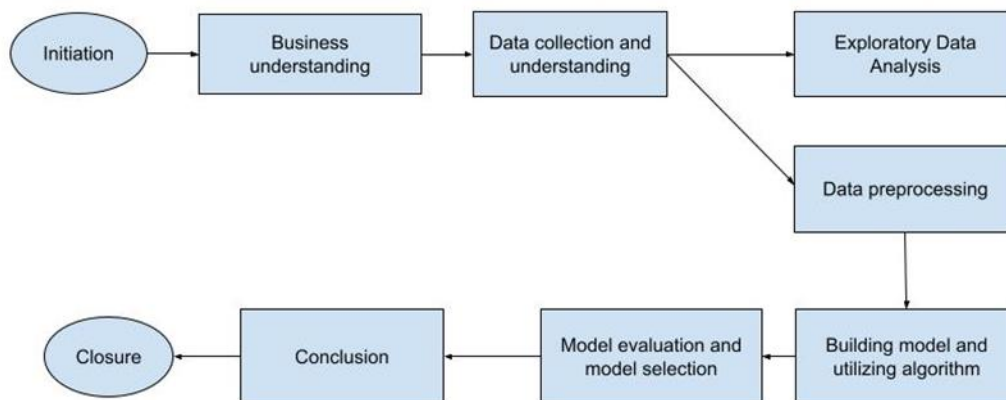 Initiation
Business
understanding
Data collection and
understanding
Exploratory Data
Analysis
Data preprocessing
Building model and
utilizing algorithm
Model evaluation and
model selection
Conclusion
Closure